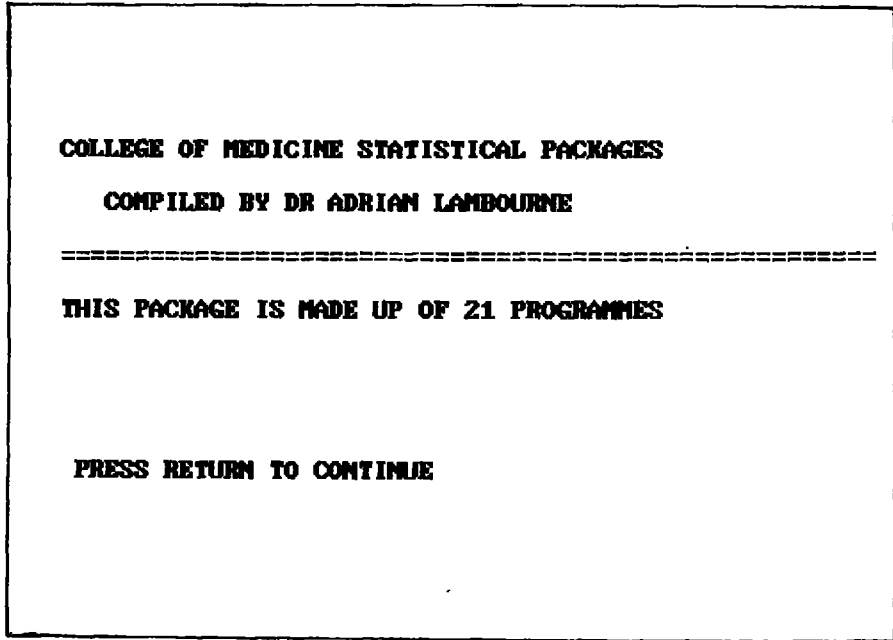 COLLEGE OF MEDICINE STATISTICAL PACKAGES
COMPILED BY DR ADRIAN LAMBOURNE
=======================================================
THIS PACKAGE IS MADE UP OF 21 PROGRAMMES
PRESS RETURN TO CONTINUE